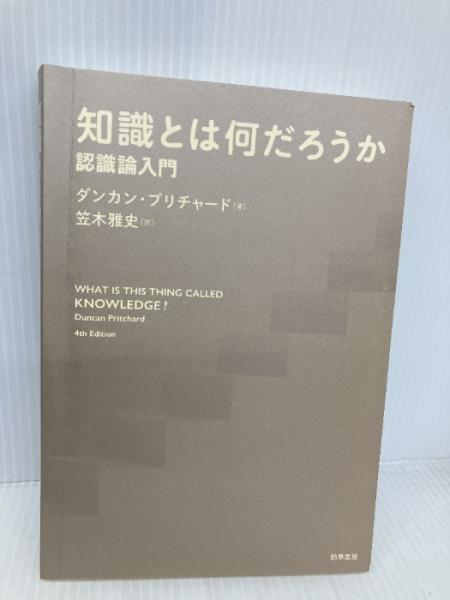 知識とは何だろうか
認識論入門
ダンカン・プリチャード[著]
笠木雅史[訳]
WHAT IS THIS THING CALLED
KNOWLEDGE?
Duncan Pritchard
4th Edition
勁草書房